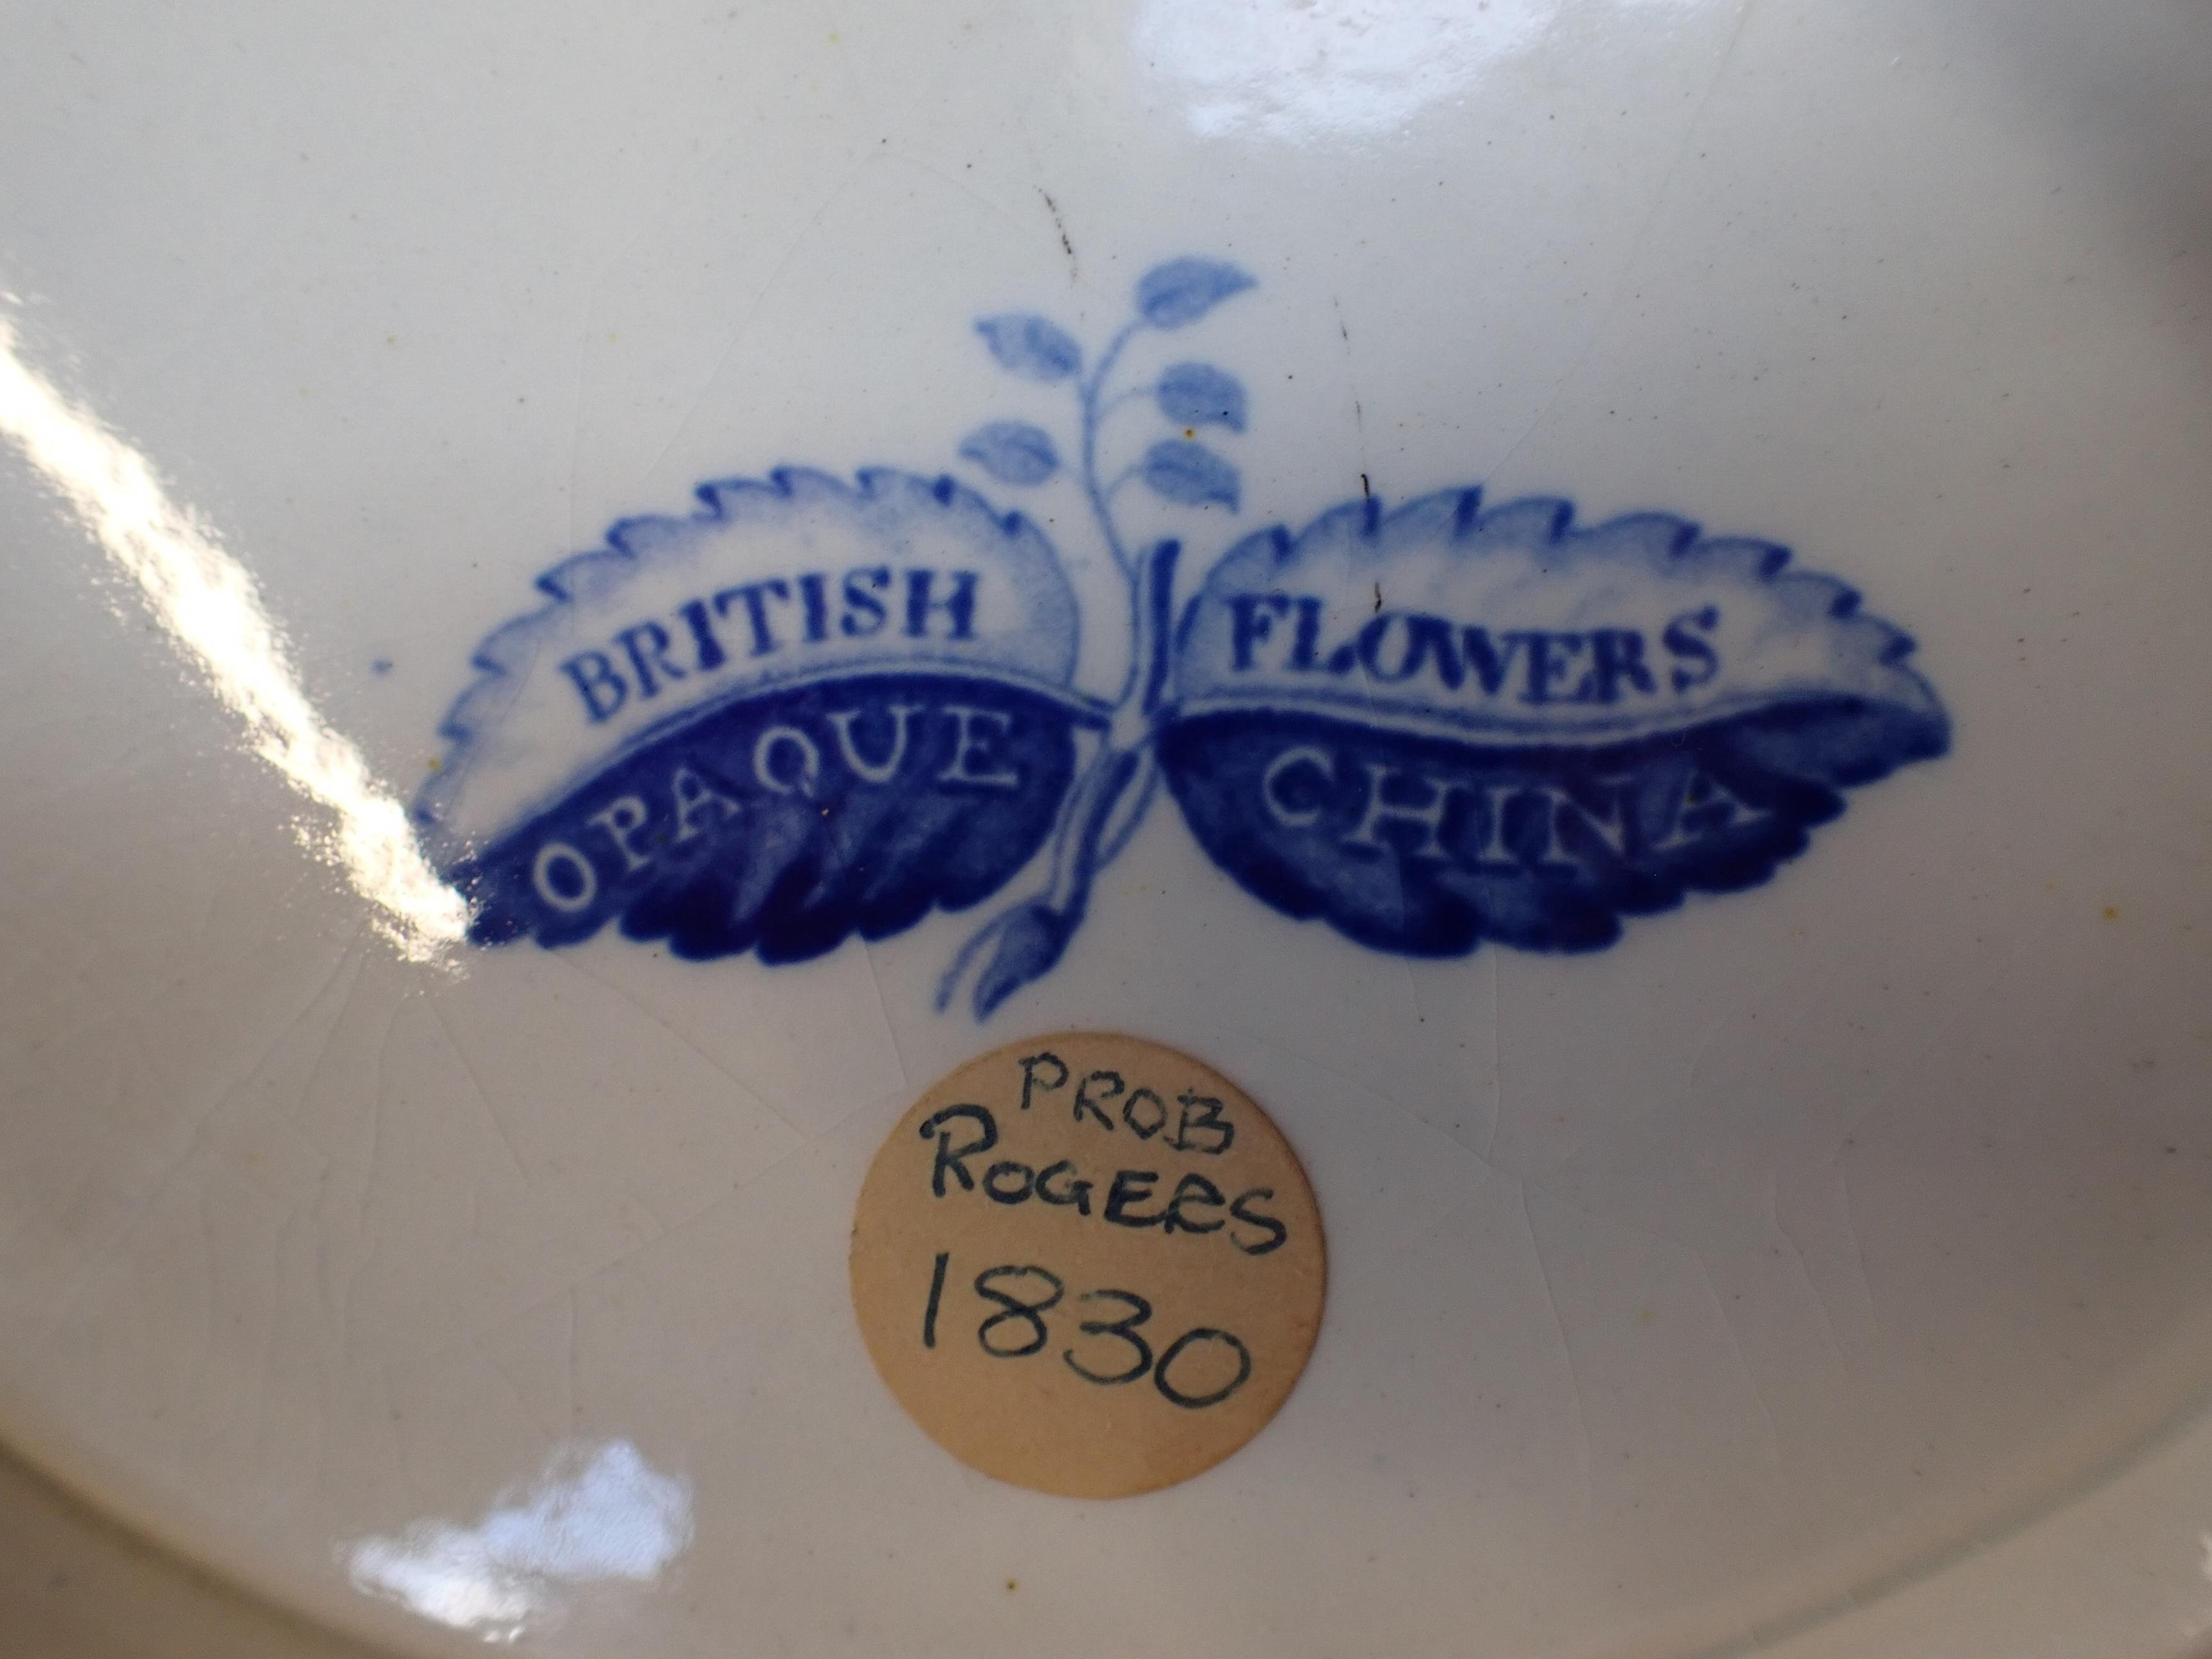 BRITISH FLOWERS
OPAQUE CHINA
PROB
ROGERS
1830